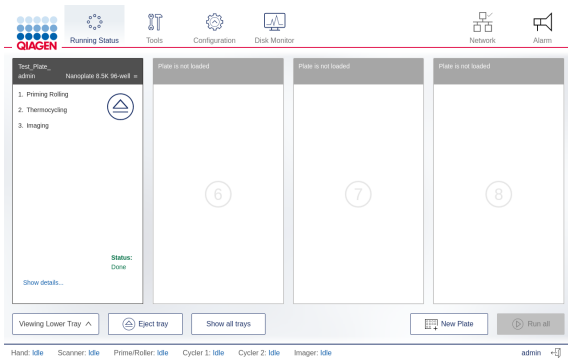 QIAGEN
Running Status
Tools
Configuration
Disk Monitor
Network
Alarm
Test_Plate_
admin Nanoplate 8.5K 96-well
1. Priming Rolling
2. Thermocycling
3. Imaging
Status:
Done
Show details...
Plate is not loaded
6
Plate is not loaded
7
Plate is not loaded
8
Viewing Lower Tray
Eject tray
Show all trays
New Plate
Run all
Hand: Idle Scanner: Idle Prime/Roller: Idle Cycler 1: Idle Cycler 2: Idle Imager: Idle admin